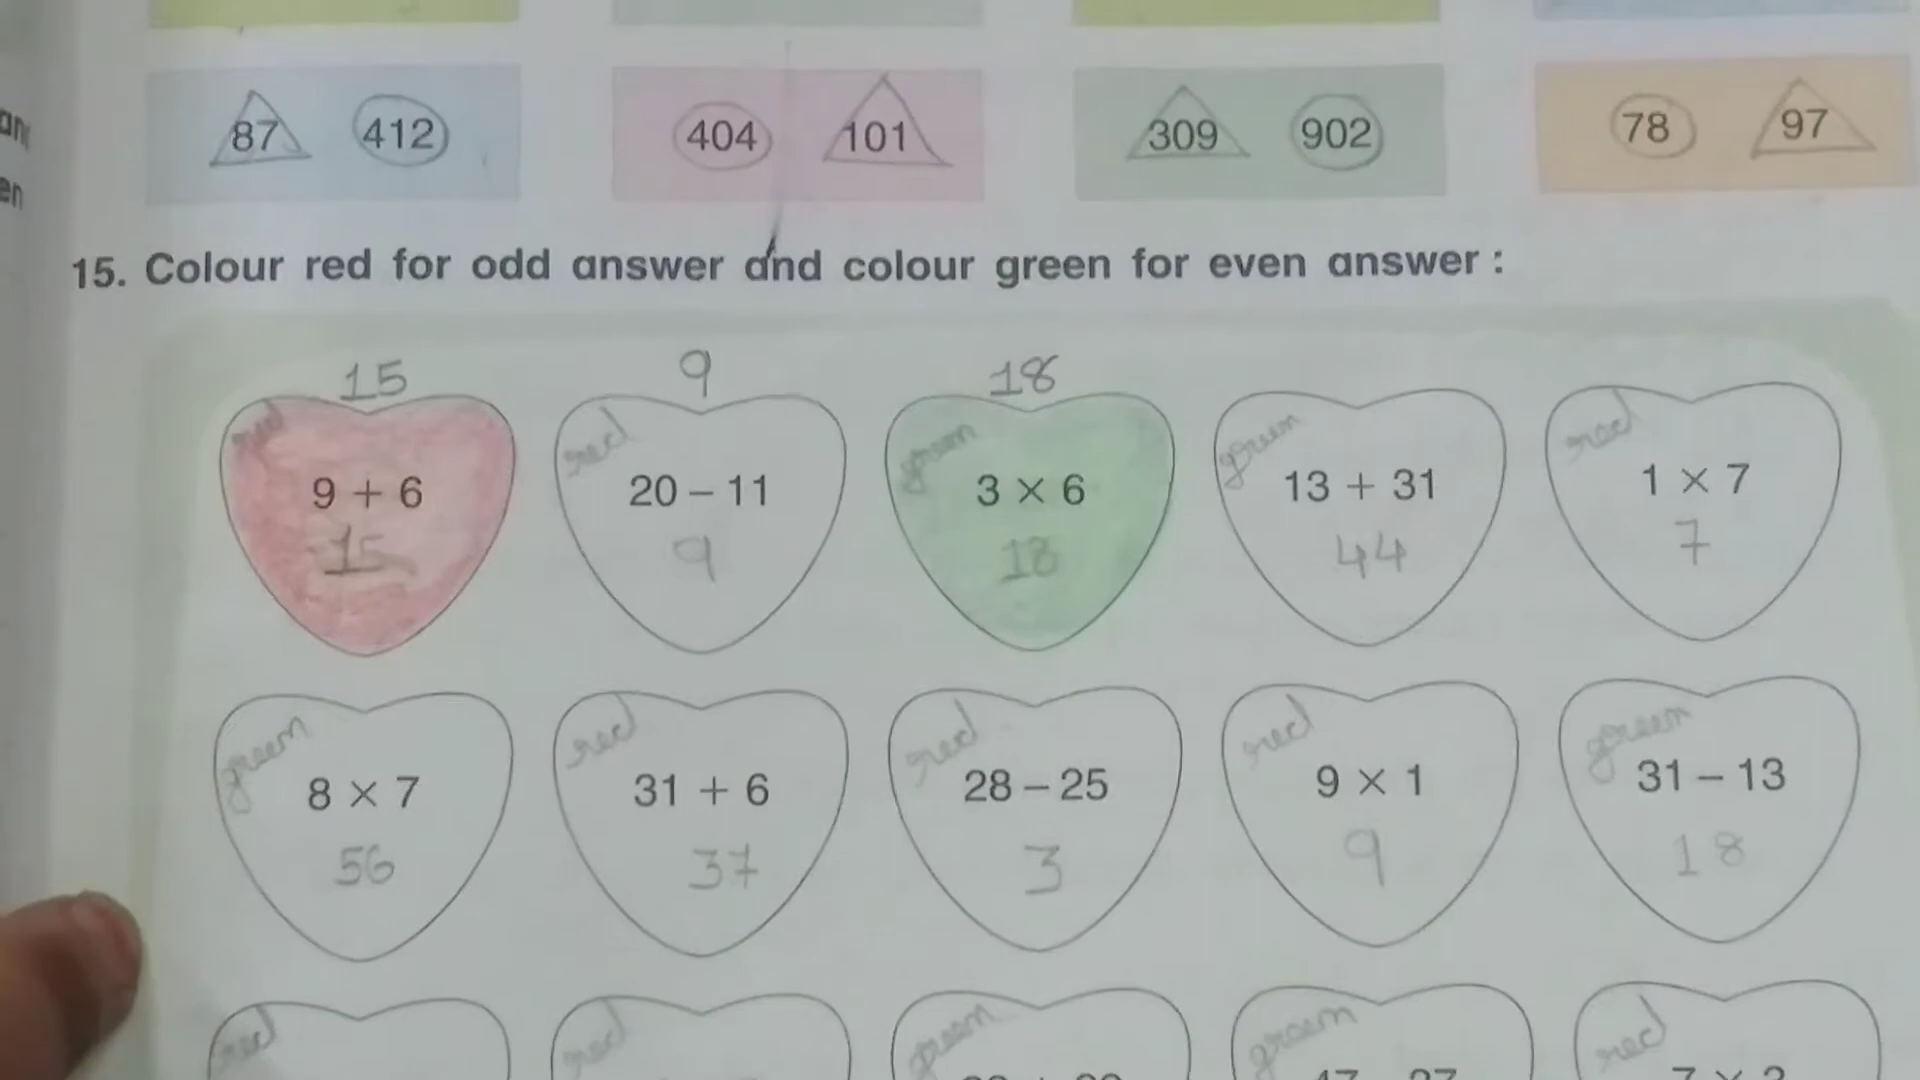 an
en
87 412 404 101 309 902 78 97
15. Colour red for odd answer and colour green for even answer :
15 9 18
red red green green red
9 + 6 20 – 11 3 × 6 13 + 31 1 × 7
15 9 18 44 7
green red red red green
8 × 7 31 + 6 28 – 25 9 × 1 31 – 13
56 37 3 9 18
red red green green red